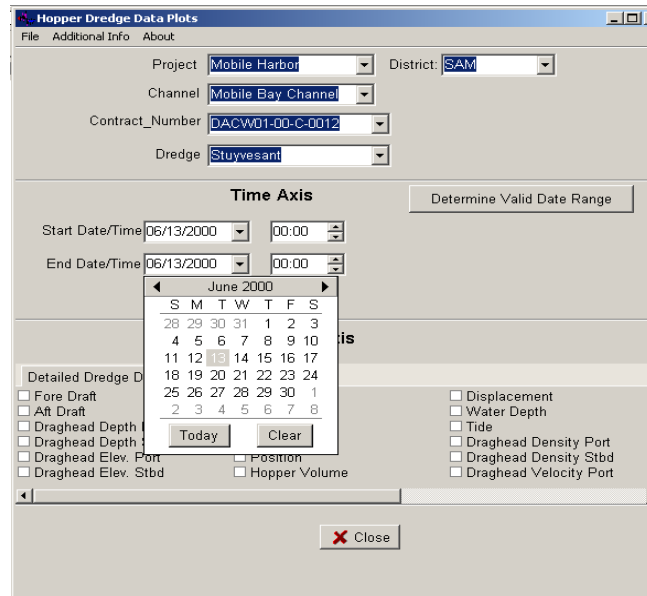 Hopper Dredge Data Plots
File Additional Info About
Project Mobile Harbor District: SAM
Channel Mobile Bay Channel
Contract_Number DACW01-00-C-0012
Dredge Stuyvesant
Time Axis
Determine Valid Date Range
Start Date/Time 06/13/2000 00:00
End Date/Time 06/13/2000 00:00
June 2000
S M T W T F S
28 29 30 31 1 2 3
4 5 6 7 8 9 10
11 12 13 14 15 16 17
18 19 20 21 22 23 24
25 26 27 28 29 30 1
2 3 4 5 6 7 8
Today Clear
Detailed Dredge D
Fore Draft Displacement
Aft Draft Water Depth
Draghead Depth Tide
Draghead Depth Draghead Density Port
Draghead Elev. Port Position Draghead Density Stbd
Draghead Elev. Stbd Hopper Volume Draghead Velocity Port
Close